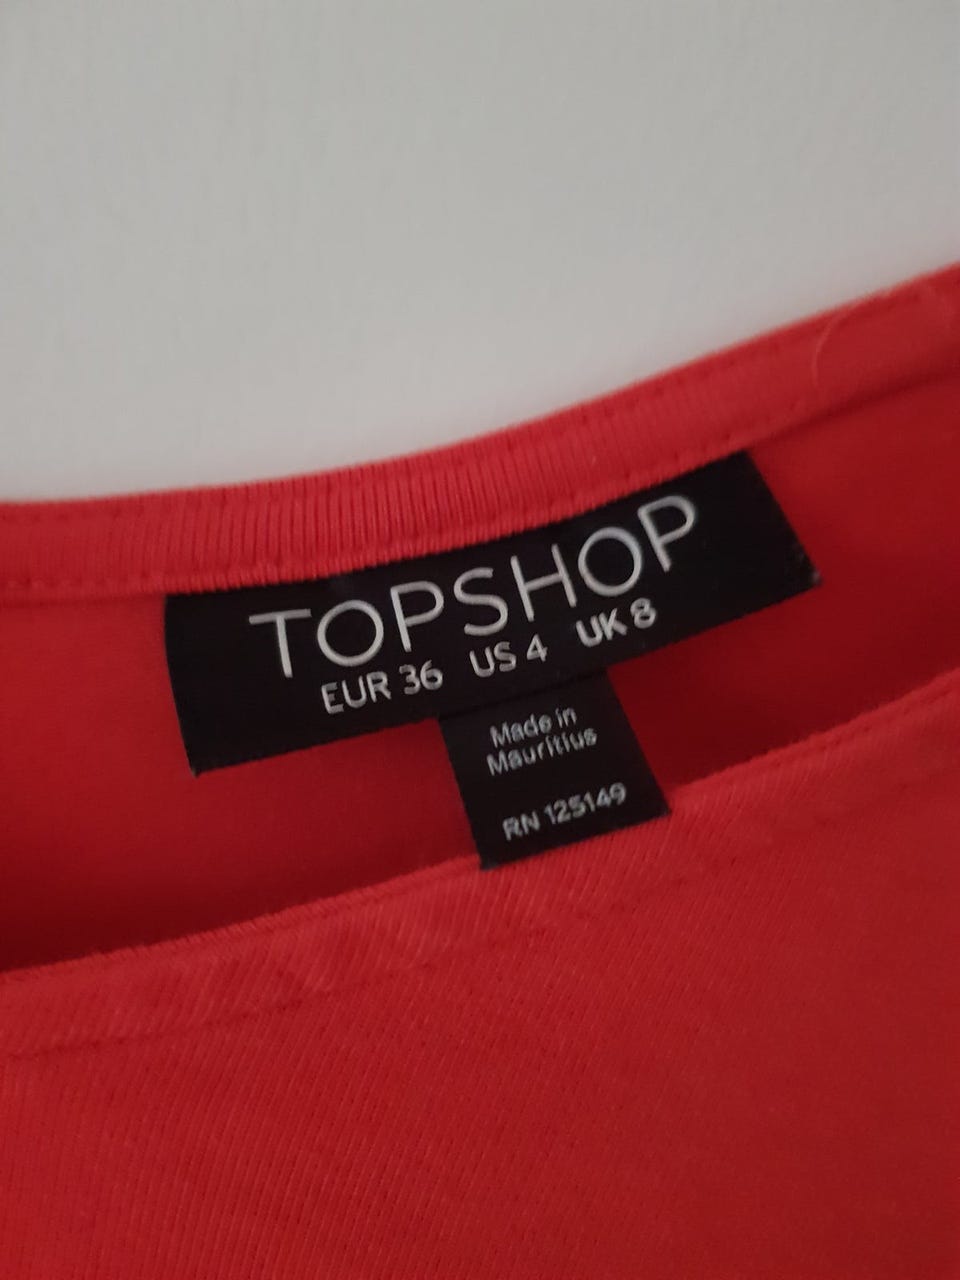 TOPSHOP
EUR 36 US 4 UK 8
Made in
Mauritius
RN 125149